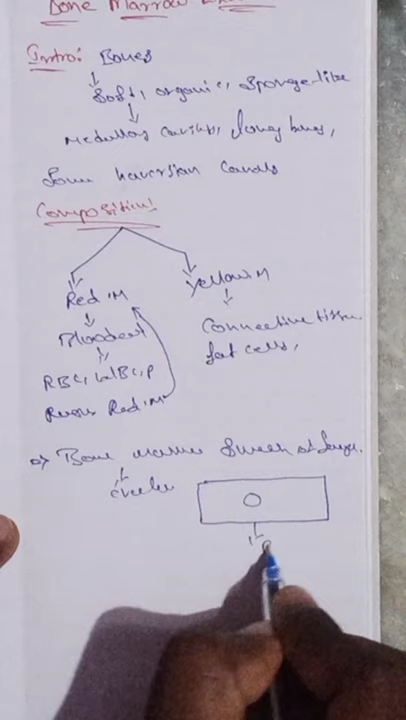 Bone Marrow
Intro: Bones
Soft, organic, Sponge-like
Medullary cavities, long bones,
Some haversian Canals
Composition:
Red M
Yellow M
Connective tissue
fat cells,
RBC, WBC, P
Red M
=> Bone marrow